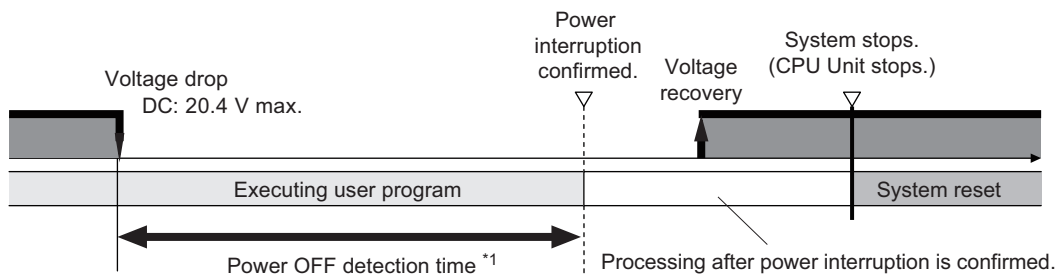 Power
interruption
confirmed.
System stops.
(CPU Unit stops.)
Voltage drop
DC: 20.4 V max.
Voltage
recovery
Executing user program
System reset
Power OFF detection time *1
Processing after power interruption is confirmed.